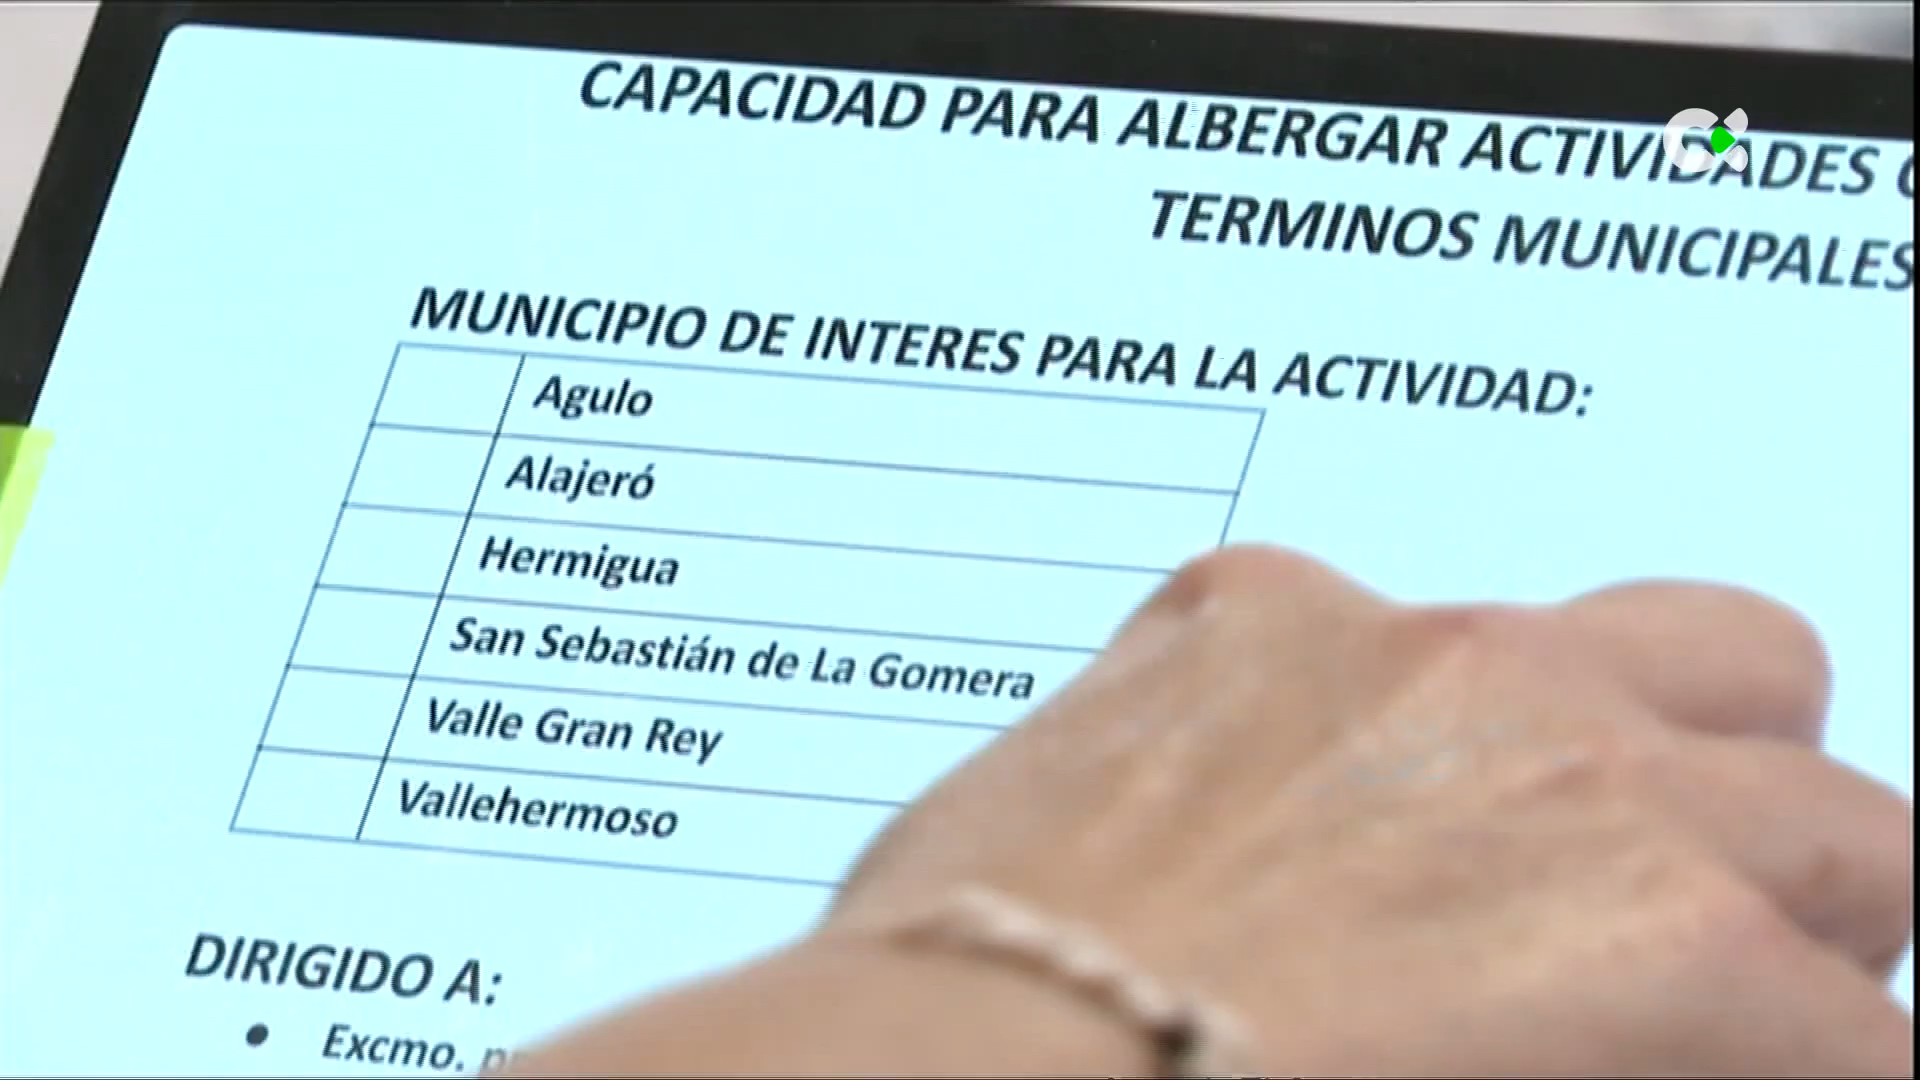 CAPACIDAD PARA ALBERGAR ACTIVIDADES
TERMINOS MUNICIPALES
MUNICIPIO DE INTERES PARA LA ACTIVIDAD:
Agulo
Alajeró
Hermigua
San Sebastián de La Gomera
Valle Gran Rey
Vallehermoso
DIRIGIDO A:
• Excmo.